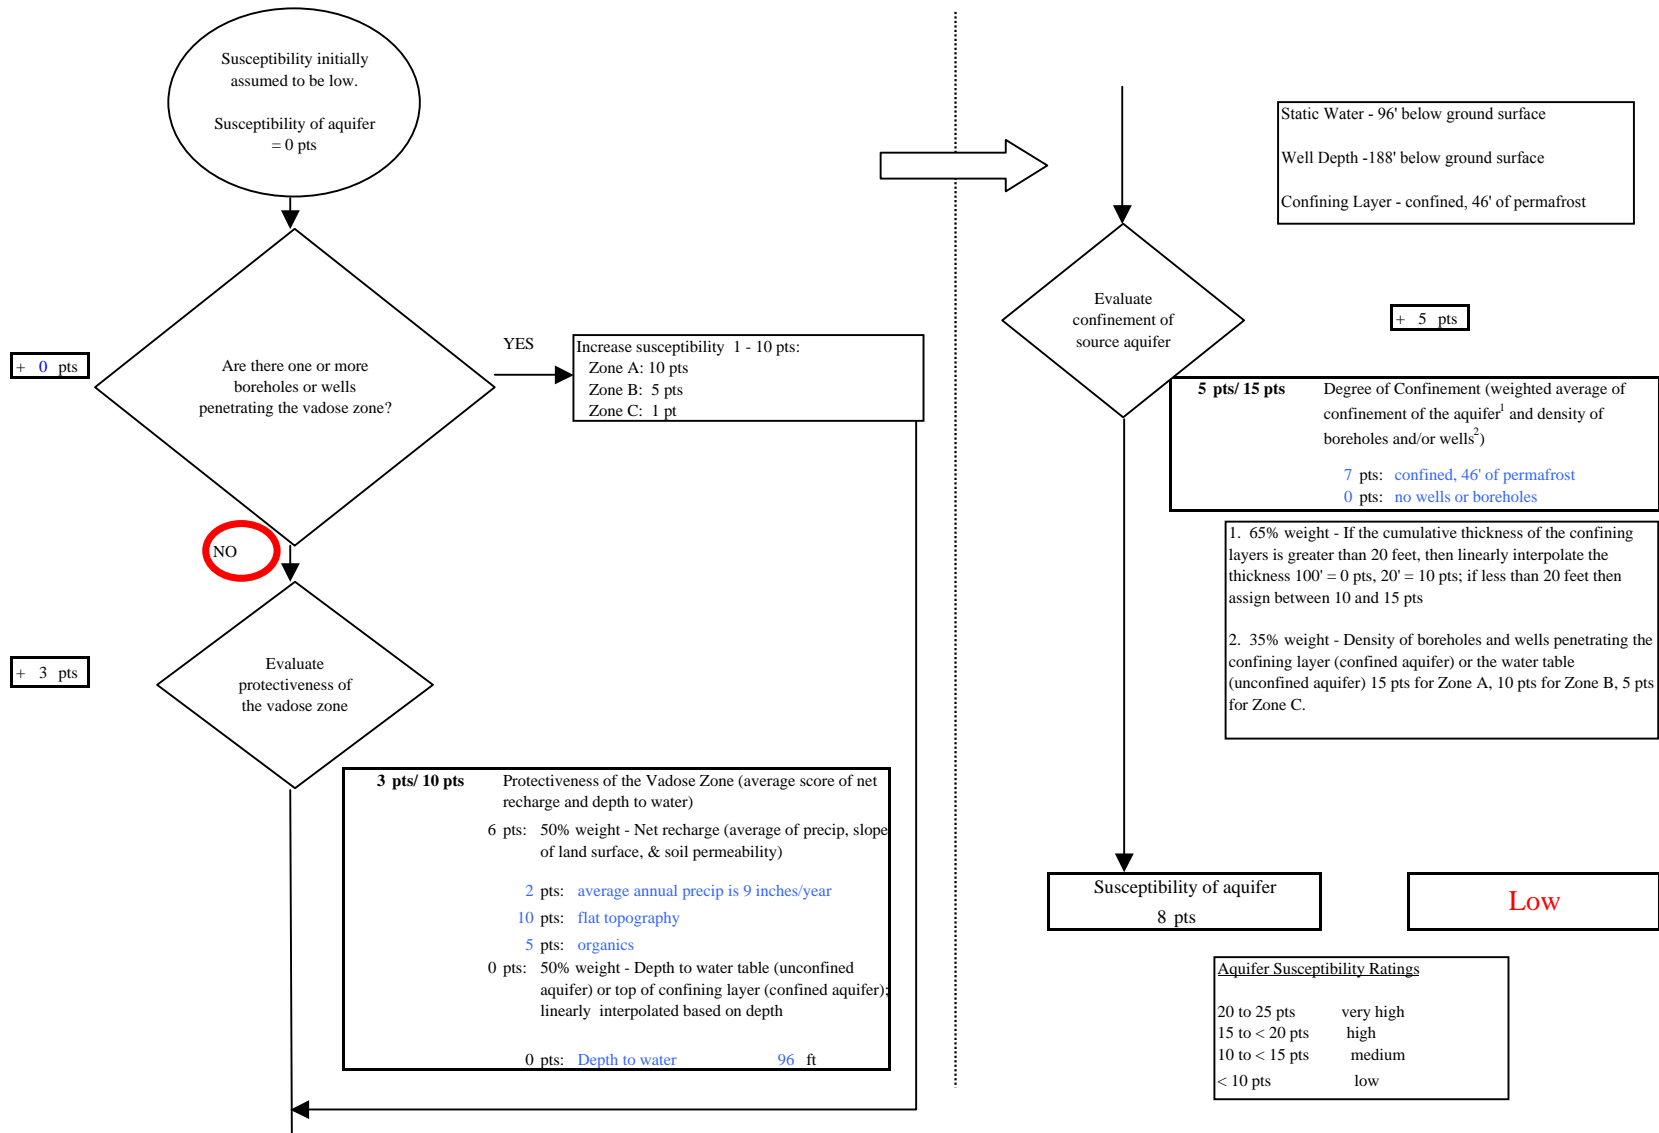 Susceptibility initially
assumed to be low.
Susceptibility of aquifer
= 0 pts
+ 0 pts
Are there one or more
boreholes or wells
penetrating the vadose zone?
YES
Increase susceptibility 1 - 10 pts:
Zone A: 10 pts
Zone B: 5 pts
Zone C: 1 pt
NO
+ 3 pts
Evaluate
protectiveness of
the vadose zone
3 pts/ 10 pts Protectiveness of the Vadose Zone (average score of net
recharge and depth to water)
6 pts: 50% weight - Net recharge (average of precip, slope
of land surface, & soil permeability)
2 pts: average annual precip is 9 inches/year
10 pts: flat topography
5 pts: organics
0 pts: 50% weight - Depth to water table (unconfined
aquifer) or top of confining layer (confined aquifer);
linearly interpolated based on depth
0 pts: Depth to water 96 ft
Static Water - 96' below ground surface
Well Depth -188' below ground surface
Confining Layer - confined, 46' of permafrost
Evaluate
confinement of
source aquifer
+ 5 pts
5 pts/ 15 pts Degree of Confinement (weighted average of
confinement of the aquifer1 and density of
boreholes and/or wells2)
7 pts: confined, 46' of permafrost
0 pts: no wells or boreholes
1. 65% weight - If the cumulative thickness of the confining
layers is greater than 20 feet, then linearly interpolate the
thickness 100' = 0 pts, 20' = 10 pts; if less than 20 feet then
assign between 10 and 15 pts
2. 35% weight - Density of boreholes and wells penetrating the
confining layer (confined aquifer) or the water table
(unconfined aquifer) 15 pts for Zone A, 10 pts for Zone B, 5 pts
for Zone C.
Susceptibility of aquifer
8 pts
Low
Aquifer Susceptibility Ratings
20 to 25 pts very high
15 to < 20 pts high
10 to < 15 pts medium
< 10 pts low